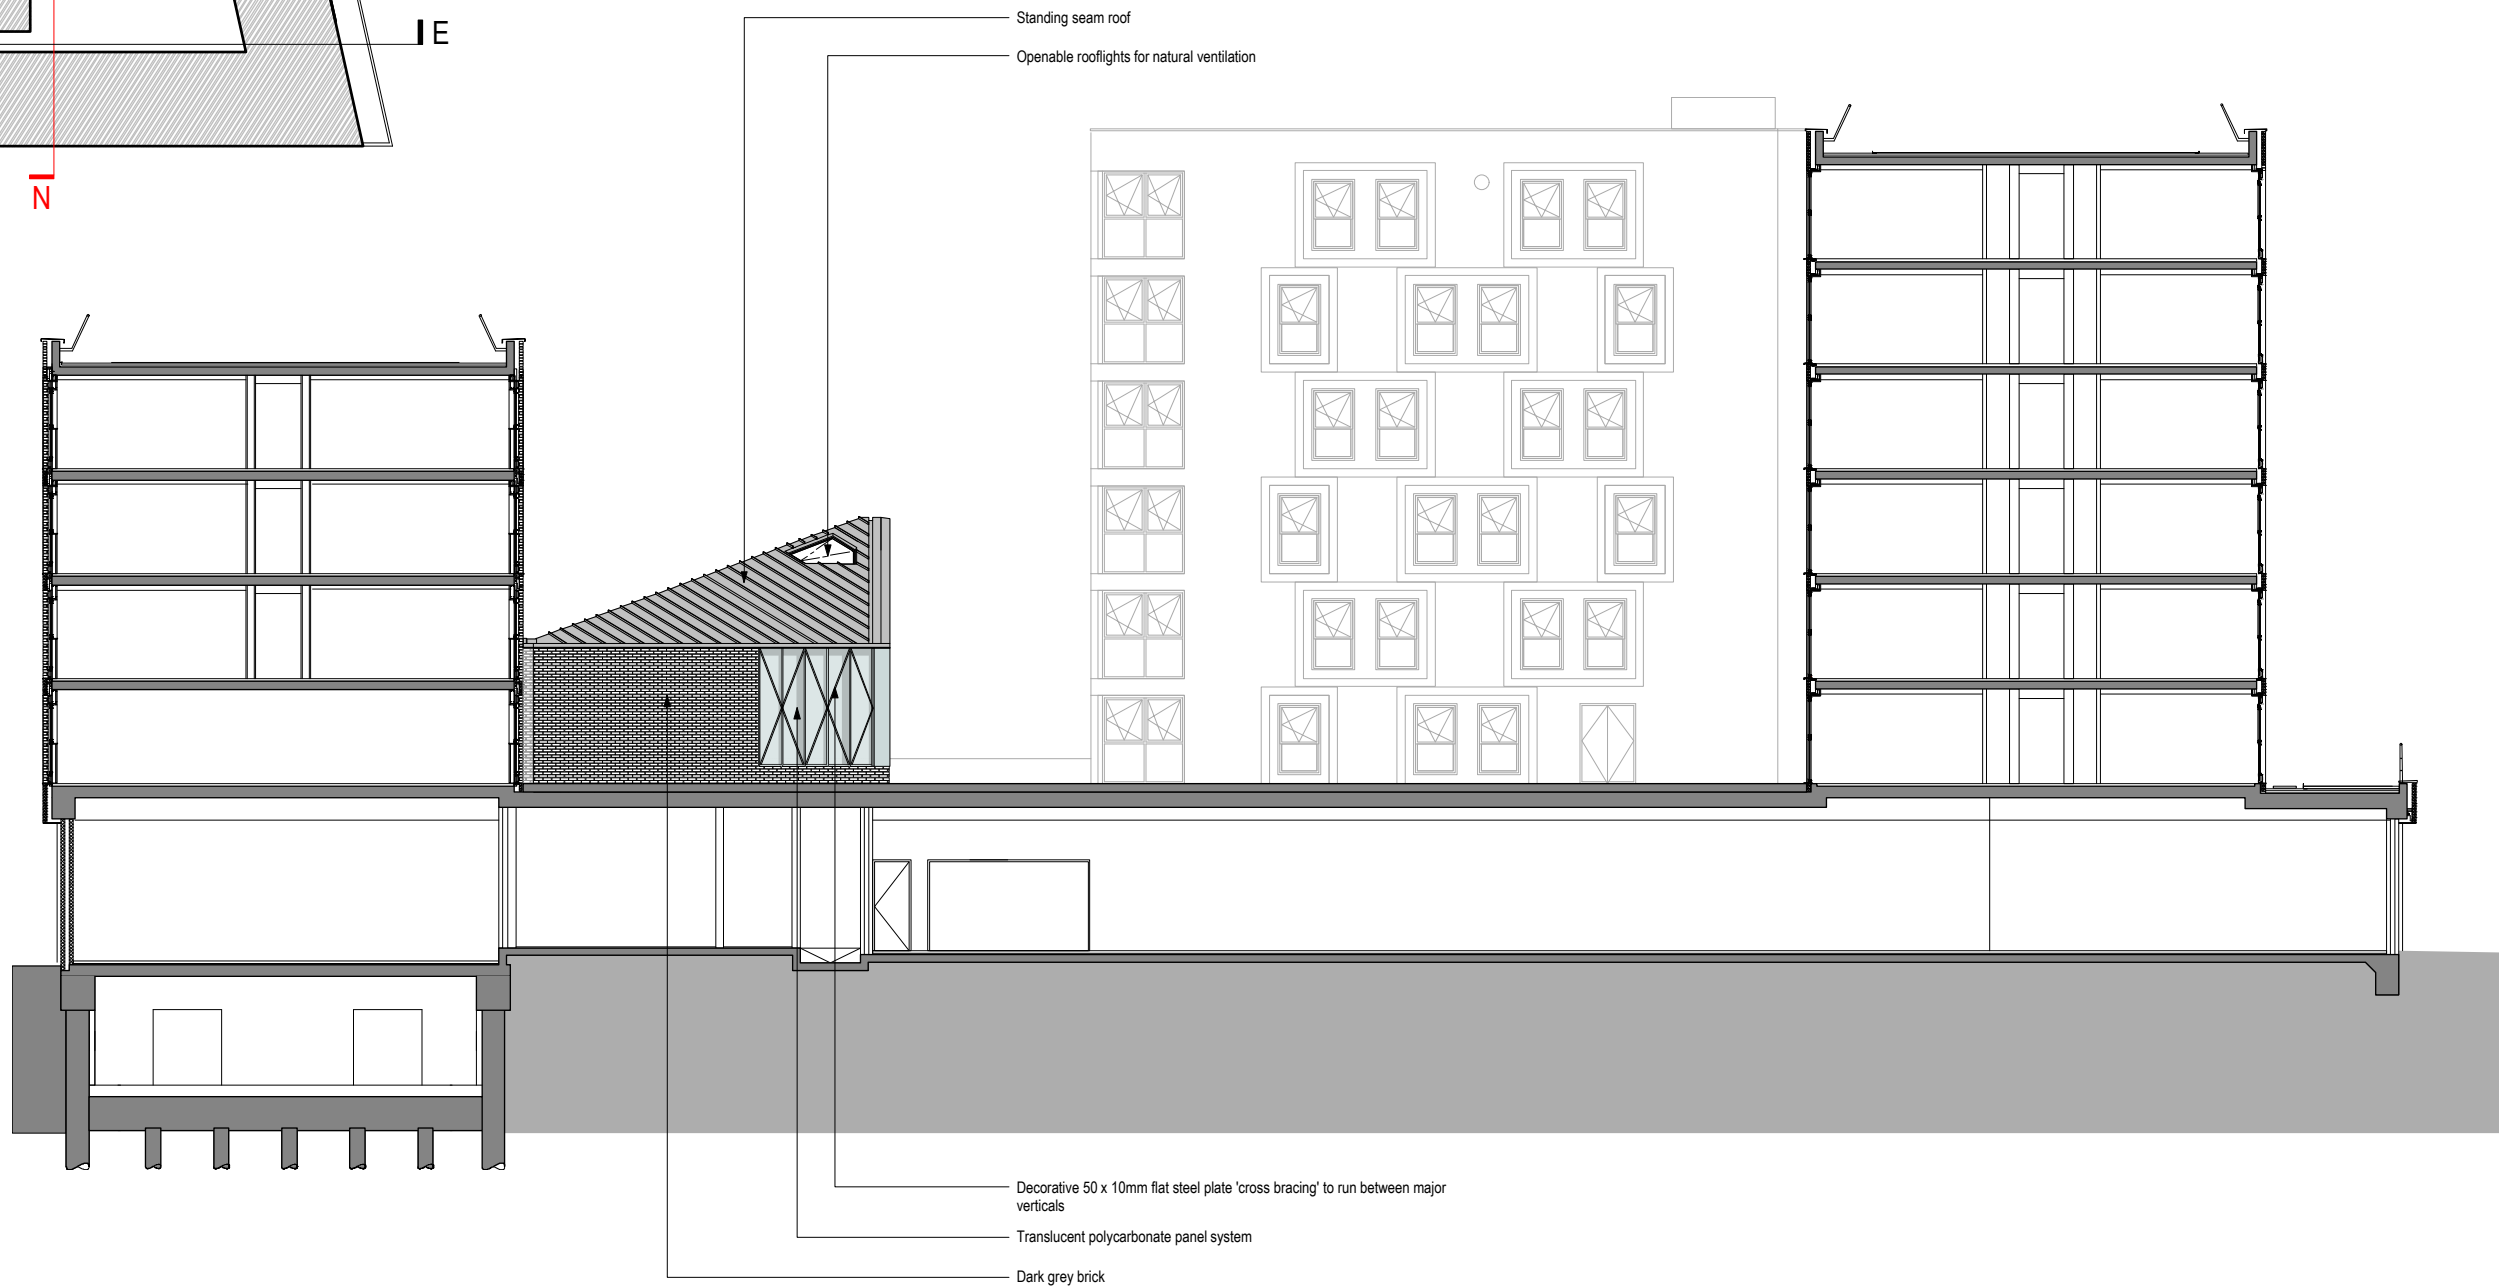 Standing seam roof
E
Openable rooflights for natural ventilation
N
Decorative 50 x 10mm flat steel plate 'cross bracing' to run between major
verticals
Translucent polycarbonate panel system
Dark grey brick